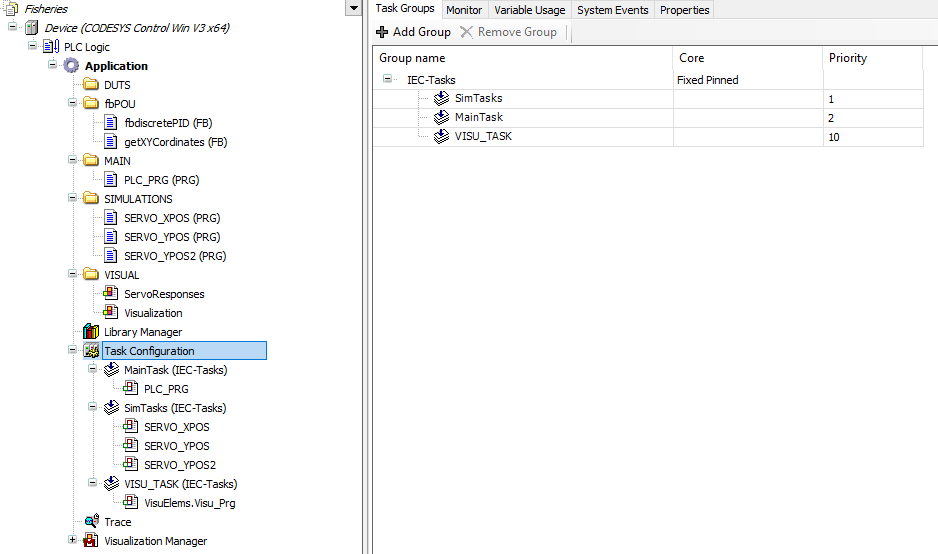 Fisheries
Device (CODESYS Control Win V3 x64)
PLC Logic
Application
DUTS
fbPOU
fbdiscretePID (FB)
getXYCordinates (FB)
MAIN
PLC_PRG (PRG)
SIMULATIONS
SERVO_XPOS (PRG)
SERVO_YPOS (PRG)
SERVO_YPOS2 (PRG)
VISUAL
ServoResponses
Visualization
Library Manager
Task Configuration
MainTask (IEC-Tasks)
PLC_PRG
SimTasks (IEC-Tasks)
SERVO_XPOS
SERVO_YPOS
SERVO_YPOS2
VISU_TASK (IEC-Tasks)
VisuElems.Visu_Prg
Trace
Visualization Manager
Task Groups Monitor Variable Usage System Events Properties
Add Group Remove Group
Group name Core Priority
IEC-Tasks Fixed Pinned
SimTasks 1
MainTask 2
VISU_TASK 10